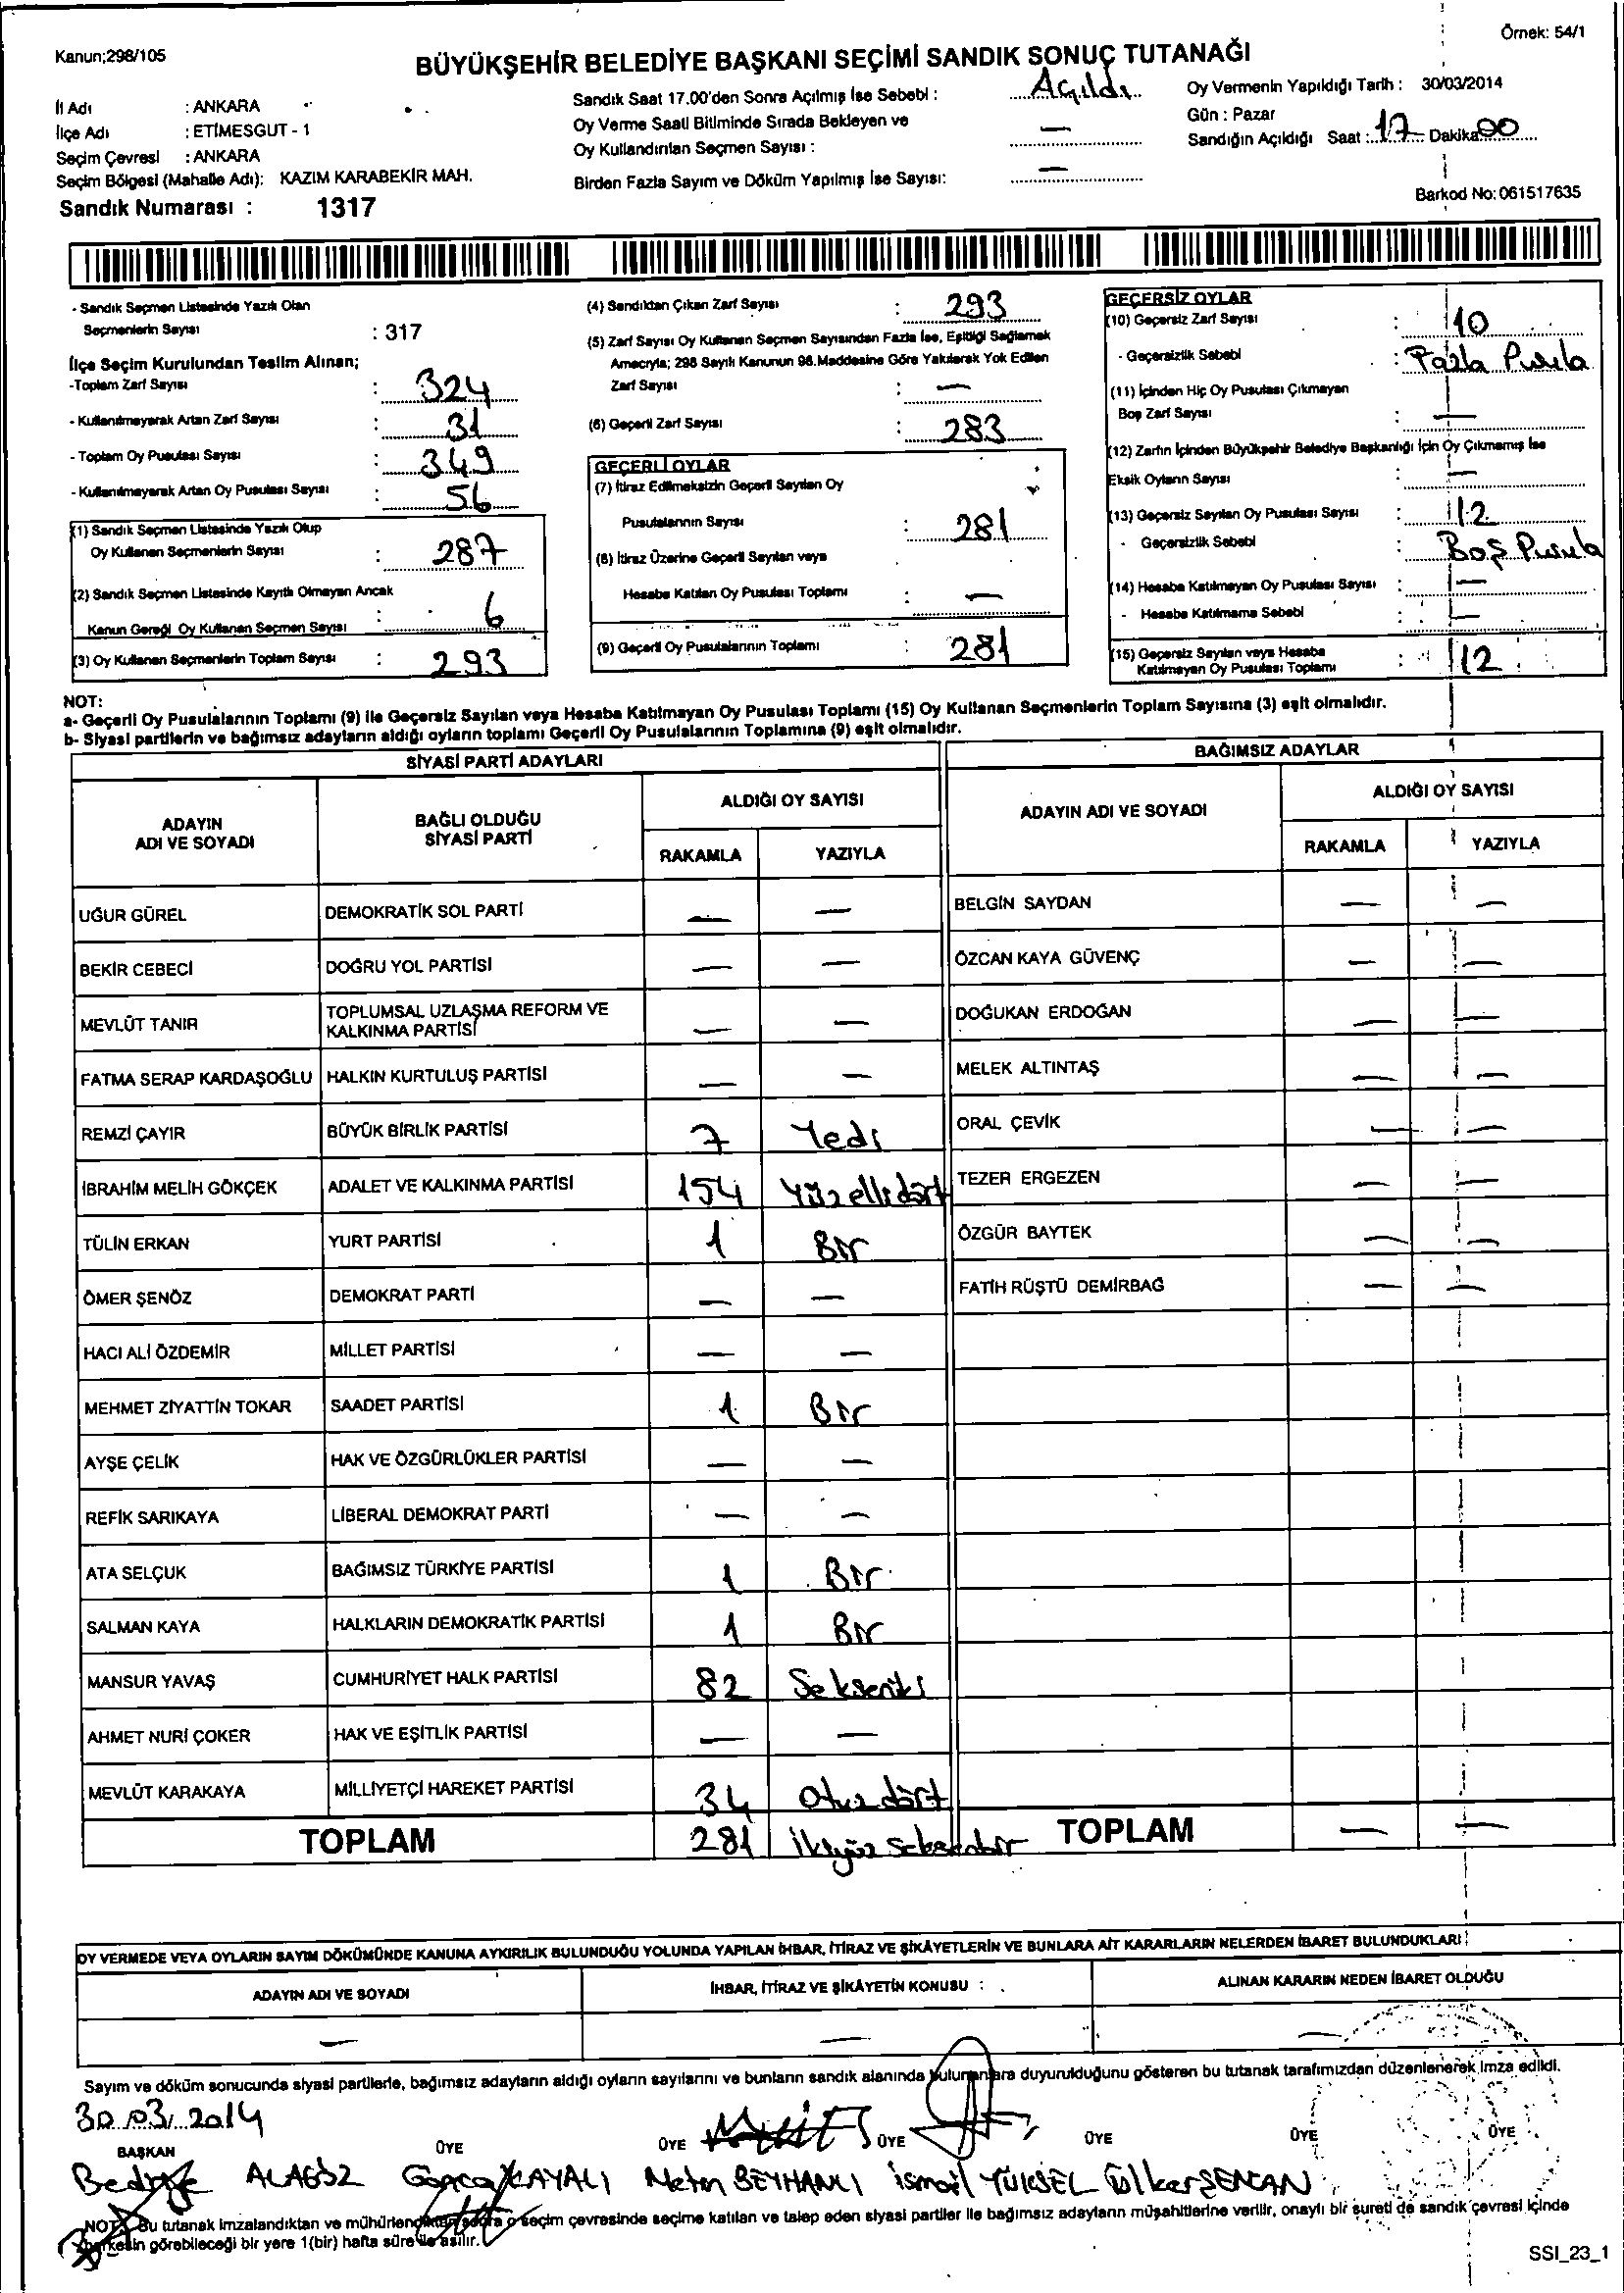 Kanun;298/105
Örnek: 54/1
BÜYÜKŞEHİR BELEDİYE BAŞKANI SEÇİMİ SANDIK SONUÇ TUTANAĞI
İl Adı : ANKARA
İlçe Adı : ETİMESGUT - 1
Seçim Çevresi : ANKARA
Seçim Bölgesi (Mahalle Adı): KAZIM KARABEKİR MAH.
Sandık Numarası : 1317
Sandık Saat 17.00'den Sonra Açılmış İse Sebebi : Açıldı
Oy Verme Saati Bitiminde Sırada Bekleyen ve
Oy Kullandırılan Seçmen Sayısı : —
Birden Fazla Sayım ve Döküm Yapılmış İse Sayısı: —
Oy Vermenin Yapıldığı Tarih : 30/03/2014
Gün : Pazar
Sandığın Açıldığı Saat : 17 Dakika 00
Barkod No: 061517635
- Sandık Seçmen Listesinde Yazılı Olan
Seçmenlerin Sayısı : 317
İlçe Seçim Kurulundan Teslim Alınan;
-Toplam Zarf Sayısı : 324
- Kullanılmayarak Artan Zarf Sayısı : 31
- Toplam Oy Pusulası Sayısı : 349
- Kullanılmayarak Artan Oy Pusulası Sayısı : 56
(1) Sandık Seçmen Listesinde Yazılı Olup
Oy Kullanan Seçmenlerin Sayısı : 287
(2) Sandık Seçmen Listesinde Kayıtlı Olmayan Ancak
Kanun Gereği Oy Kullanan Seçmen Sayısı : 6
(3) Oy Kullanan Seçmenlerin Toplam Sayısı : 293
(4) Sandıktan Çıkan Zarf Sayısı : 293
(5) Zarf Sayısı Oy Kullanan Seçmen Sayısından Fazla İse, Eşitliği Sağlamak
Amacıyla; 298 Sayılı Kanunun 98.Maddesine Göre Yakılarak Yok Edilen
Zarf Sayısı : —
(6) Geçerli Zarf Sayısı : 283
GEÇERLİ OYLAR
(7) İtiraz Edilmeksizin Geçerli Sayılan Oy
Pusulalarının Sayısı : 281
(8) İtiraz Üzerine Geçerli Sayılan veya
Hesaba Katılan Oy Pusulası Toplamı : —
(9) Geçerli Oy Pusulalarının Toplamı : 281
GEÇERSİZ OYLAR
(10) Geçersiz Zarf Sayısı : 10
- Geçersizlik Sebebi : Fazla Pusula
(11) İçinden Hiç Oy Pusulası Çıkmayan
Boş Zarf Sayısı : —
(12) Zarfın İçinden Büyükşehir Belediye Başkanlığı İçin Oy Çıkmamış İse
Eksik Oyların Sayısı : —
(13) Geçersiz Sayılan Oy Pusulası Sayısı : 12
- Geçersizlik Sebebi : Boş Pusula
(14) Hesaba Katılmayan Oy Pusulası Sayısı : —
- Hesaba Katılmama Sebebi : —
(15) Geçersiz Sayılan veya Hesaba
Katılmayan Oy Pusulası Toplamı : 12
NOT:
a- Geçerli Oy Pusulalarının Toplamı (9) ile Geçersiz Sayılan veya Hesaba Katılmayan Oy Pusulası Toplamı (15) Oy Kullanan Seçmenlerin Toplam Sayısına (3) eşit olmalıdır.
b- Siyasi partilerin ve bağımsız adayların aldığı oyların toplamı Geçerli Oy Pusulalarının Toplamına (9) eşit olmalıdır.
SİYASİ PARTİ ADAYLARI
ADAYIN ADI VE SOYADI BAĞLI OLDUĞU SİYASİ PARTİ ALDIĞI OY SAYISI RAKAMLA YAZIYLA
UĞUR GÜREL DEMOKRATİK SOL PARTİ — —
BEKİR CEBECİ DOĞRU YOL PARTİSİ — —
MEVLÜT TANIR TOPLUMSAL UZLAŞMA REFORM VE KALKINMA PARTİSİ — —
FATMA SERAP KARDAŞOĞLU HALKIN KURTULUŞ PARTİSİ — —
REMZİ ÇAYIR BÜYÜK BİRLİK PARTİSİ 7 Yedi
İBRAHİM MELİH GÖKÇEK ADALET VE KALKINMA PARTİSİ 154 Yüzellidört
TÜLİN ERKAN YURT PARTİSİ 1 Bir
ÖMER ŞENÖZ DEMOKRAT PARTİ — —
HACI ALİ ÖZDEMİR MİLLET PARTİSİ — —
MEHMET ZİYATTİN TOKAR SAADET PARTİSİ 1 Bir
AYŞE ÇELİK HAK VE ÖZGÜRLÜKLER PARTİSİ — —
REFİK SARIKAYA LİBERAL DEMOKRAT PARTİ — —
ATA SELÇUK BAĞIMSIZ TÜRKİYE PARTİSİ 1 Bir
SALMAN KAYA HALKLARIN DEMOKRATİK PARTİSİ 1 Bir
MANSUR YAVAŞ CUMHURİYET HALK PARTİSİ 82 Sekseniki
AHMET NURİ ÇOKER HAK VE EŞİTLİK PARTİSİ — —
MEVLÜT KARAKAYA MİLLİYETÇİ HAREKET PARTİSİ 34 Otuzdört
TOPLAM 281 İkiyüz seksenbir
BAĞIMSIZ ADAYLAR
ADAYIN ADI VE SOYADI ALDIĞI OY SAYISI RAKAMLA YAZIYLA
BELGİN SAYDAN — —
ÖZCAN KAYA GÜVENÇ — —
DOĞUKAN ERDOĞAN — —
MELEK ALTINTAŞ — —
ORAL ÇEVİK — —
TEZER ERGEZEN — —
ÖZGÜR BAYTEK — —
FATİH RÜŞTÜ DEMİRBAĞ — —
TOPLAM — —
OY VERMEDE VEYA OYLARIN SAYIM DÖKÜMÜNDE KANUNA AYKIRILIK BULUNDUĞU YOLUNDA YAPILAN İHBAR, İTİRAZ VE ŞİKÂYETLERİN VE BUNLARA AİT KARARLARIN NELERDEN İBARET BULUNDUKLARI
ADAYIN ADI VE SOYADI İHBAR, İTİRAZ VE ŞİKÂYETİN KONUSU : ALINAN KARARIN NEDEN İBARET OLDUĞU
— — —
Sayım ve döküm sonucunda siyasi partilerle, bağımsız adayların aldığı oyların sayılarını ve bunların sandık alanında bulunanlara duyurulduğunu gösteren bu tutanak tarafımızdan düzenlenerek imza edildi.
30.03.2014
BAŞKAN ÜYE ÜYE ÜYE ÜYE ÜYE ÜYE
Bedriye ALAGÖZ Gonca KAYALI Metin BEYHANLI İsmail YÜKSEL Ülker ŞENCAN
NOT: Bu tutanak imzalandıktan ve mühürlendikten sonra o seçim çevresinde seçime katılan ve talep eden siyasi partiler ile bağımsız adayların müşahitlerine verilir, onaylı bir sureti de sandık çevresi içinde
herkesin görebileceği bir yere 1(bir) hafta süre ile asılır.
SSI_23_1